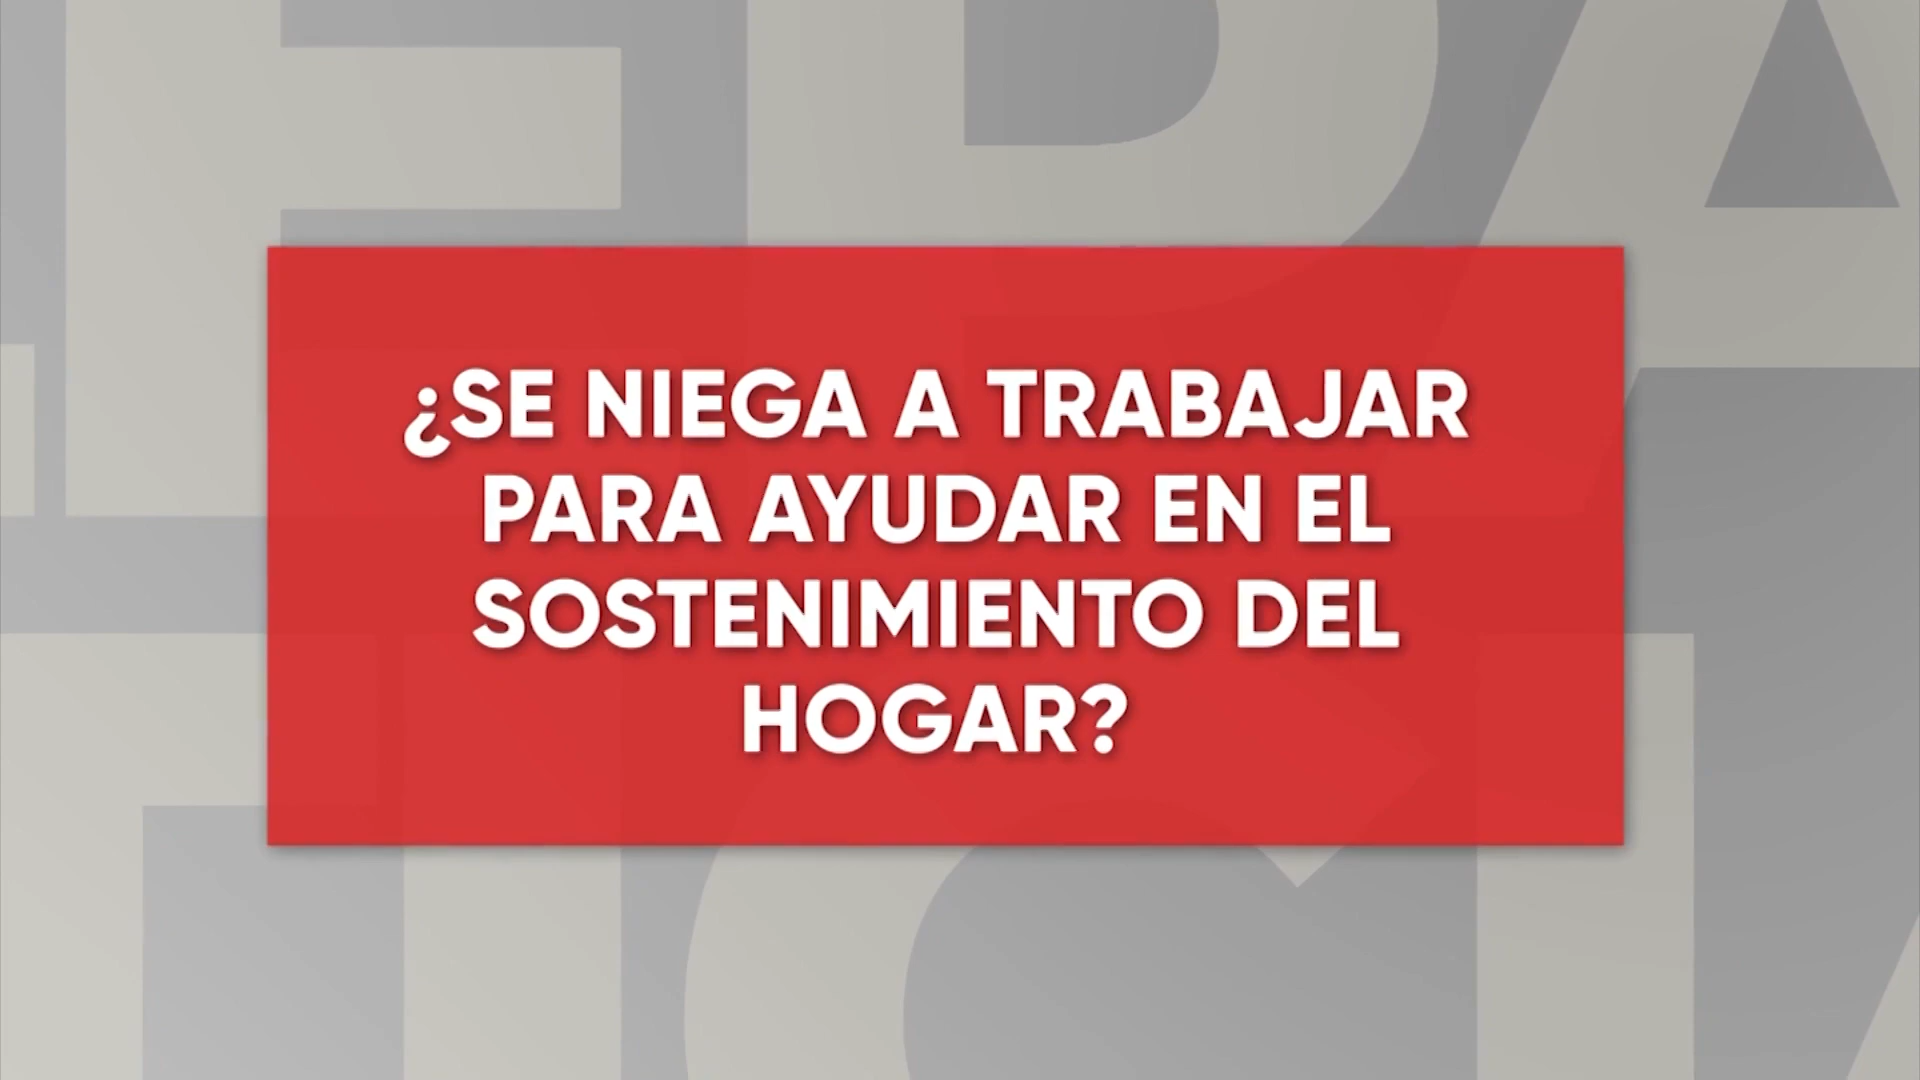 ¿SE NIEGA A TRABAJAR
PARA AYUDAR EN EL
SOSTENIMIENTO DEL
HOGAR?